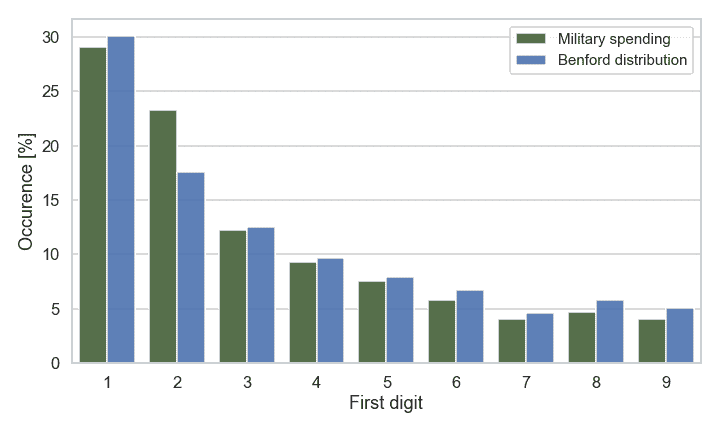 30
25
20
15
10
5
0
Occurence [%]
Military spending
Benford distribution
1 2 3 4 5 6 7 8 9
First digit